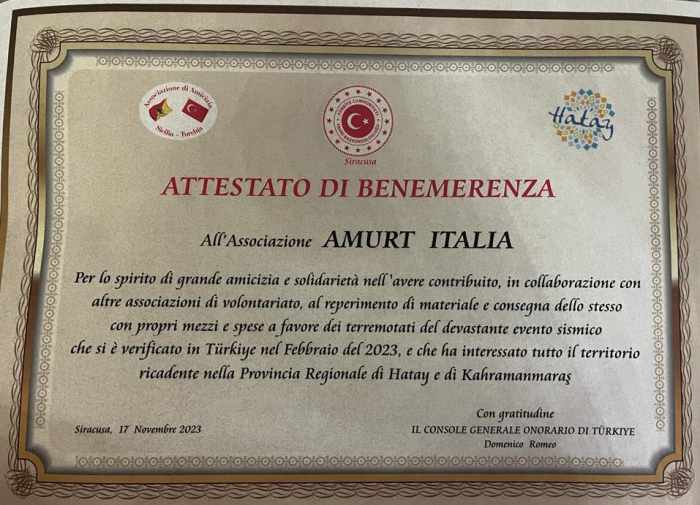 Associazione di Amicizia
Sicilia - Turchia
Siracusa
Hatay
ATTESTATO DI BENEMERENZA
All'Associazione AMURT ITALIA
Per lo spirito di grande amicizia e solidarietà nell'avere contribuito, in collaborazione con
altre associazioni di volontariato, al reperimento di materiale e consegna dello stesso
con propri mezzi e spese a favore dei terremotati del devastante evento sismico
che si è verificato in Türkiye nel Febbraio del 2023, e che ha interessato tutto il territorio
ricadente nella Provincia Regionale di Hatay e di Kahramanmaraş
Con gratitudine
Siracusa, 17 Novembre 2023
IL CONSOLE GENERALE ONORARIO DI TÜRKIYE
Domenico Romeo